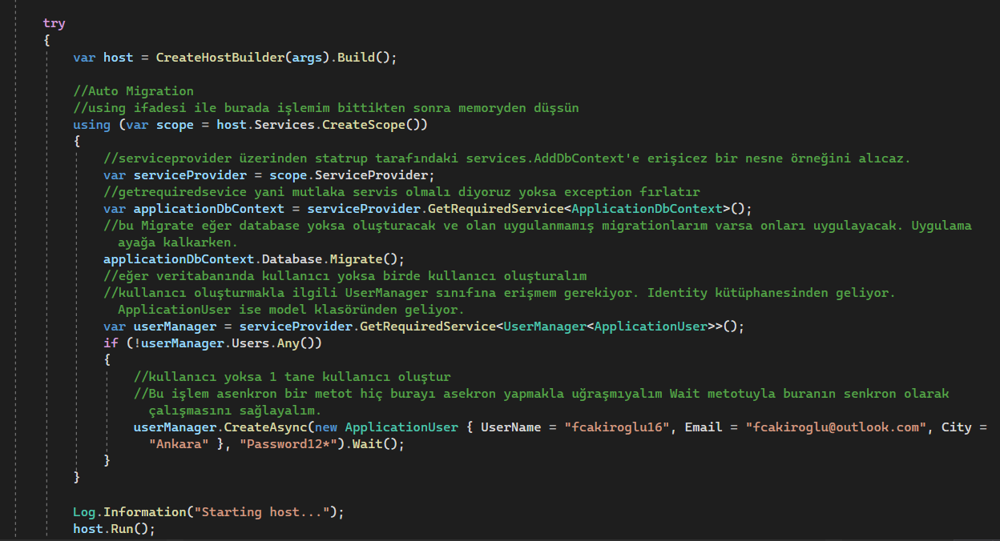 try
{
var host = CreateHostBuilder(args).Build();
//Auto Migration
//using ifadesi ile burada işlemim bittikten sonra memoryden düşsün
using (var scope = host.Services.CreateScope())
{
//serviceprovider üzerinden statrup tarafındaki services.AddDbContext'e erişicez bir nesne örneğini alıcaz.
var serviceProvider = scope.ServiceProvider;
//getrequiredsevice yani mutlaka servis olmalı diyoruz yoksa exception fırlatır
var applicationDbContext = serviceProvider.GetRequiredService<ApplicationDbContext>();
//bu Migrate eğer database yoksa oluşturacak ve olan uygulanmamış migrationlarım varsa onları uygulayacak. Uygulama
ayağa kalkarken.
applicationDbContext.Database.Migrate();
//eğer veritabanında kullanıcı yoksa birde kullanıcı oluşturalım
//kullanıcı oluşturmakla ilgili UserManager sınıfına erişmem gerekiyor. Identity kütüphanesinden geliyor.
ApplicationUser ise model klasöründen geliyor.
var userManager = serviceProvider.GetRequiredService<UserManager<ApplicationUser>>();
if (!userManager.Users.Any())
{
//kullanıcı yoksa 1 tane kullanıcı oluştur
//Bu işlem asenkron bir metot hiç burayı asekron yapmakla uğraşmıyalım Wait metotuyla buranın senkron olarak
çalışmasını sağlayalım.
userManager.CreateAsync(new ApplicationUser { UserName = "fcakiroglu16", Email = "fcakiroglu@outlook.com", City =
"Ankara" }, "Password12*").Wait();
}
}
Log.Information("Starting host...");
host.Run();